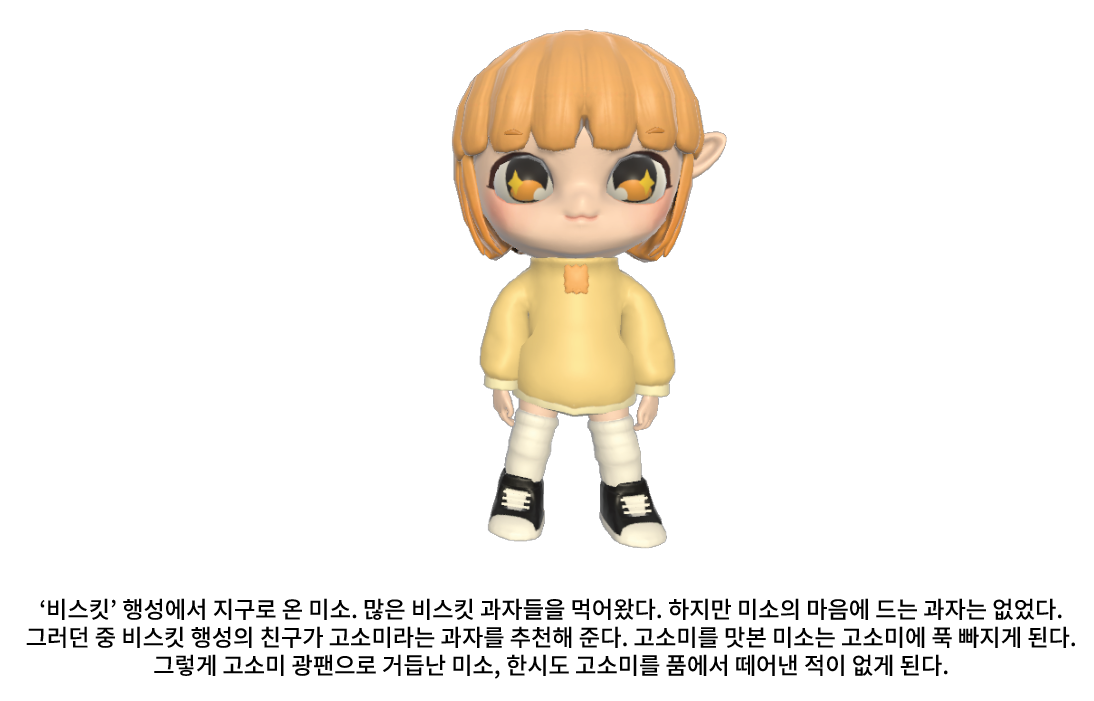 ‘비스킷’ 행성에서 지구로 온 미소. 많은 비스킷 과자들을 먹어왔다. 하지만 미소의 마음에 드는 과자는 없었다.
그러던 중 비스킷 행성의 친구가 고소미라는 과자를 추천해 준다. 고소미를 맛본 미소는 고소미에 푹 빠지게 된다.
그렇게 고소미 광팬으로 거듭난 미소, 한시도 고소미를 품에서 떼어낸 적이 없게 된다.